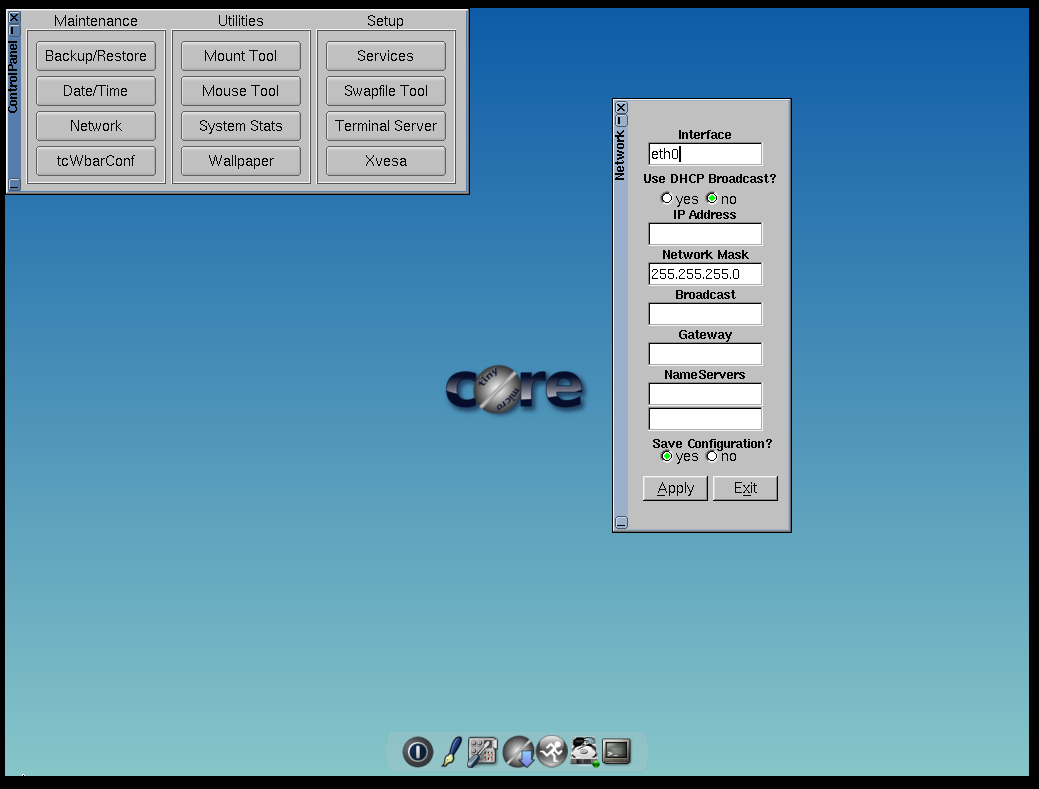 ControlPanel
Maintenance
Utilities
Setup
Backup/Restore
Mount Tool
Services
Date/Time
Mouse Tool
Swapfile Tool
Network
System Stats
Terminal Server
tcWbarConf
Wallpaper
Xvesa
Network
Interface
eth0
Use DHCP Broadcast?
yes no
IP Address
Network Mask
255.255.255.0
Broadcast
Gateway
NameServers
Save Configuration?
yes no
Apply Exit
core
tiny
micro